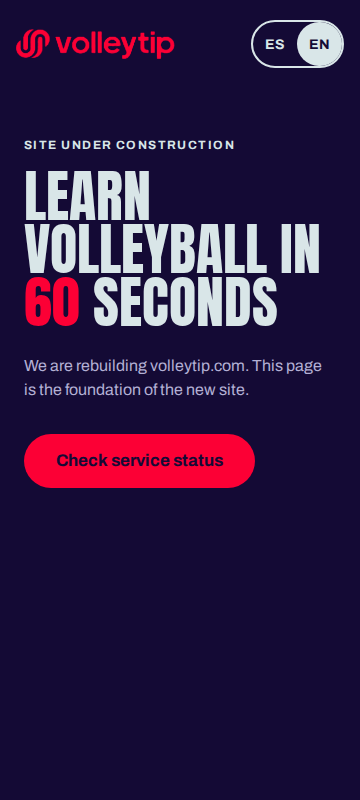 volleytip
ES EN
SITE UNDER CONSTRUCTION
LEARN
VOLLEYBALL IN
60 SECONDS
We are rebuilding volleytip.com. This page
is the foundation of the new site.
Check service status